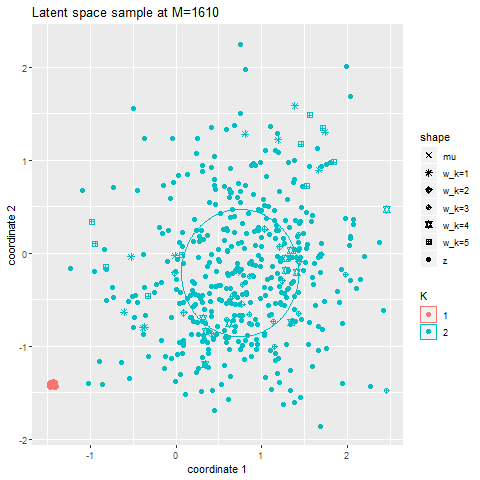 Latent space sample at M=1610
coordinate 2
2
1
0
-1
-2
-1
0
1
2
coordinate 1
shape
mu
w_k=1
w_k=2
w_k=3
w_k=4
w_k=5
z
K
1
2